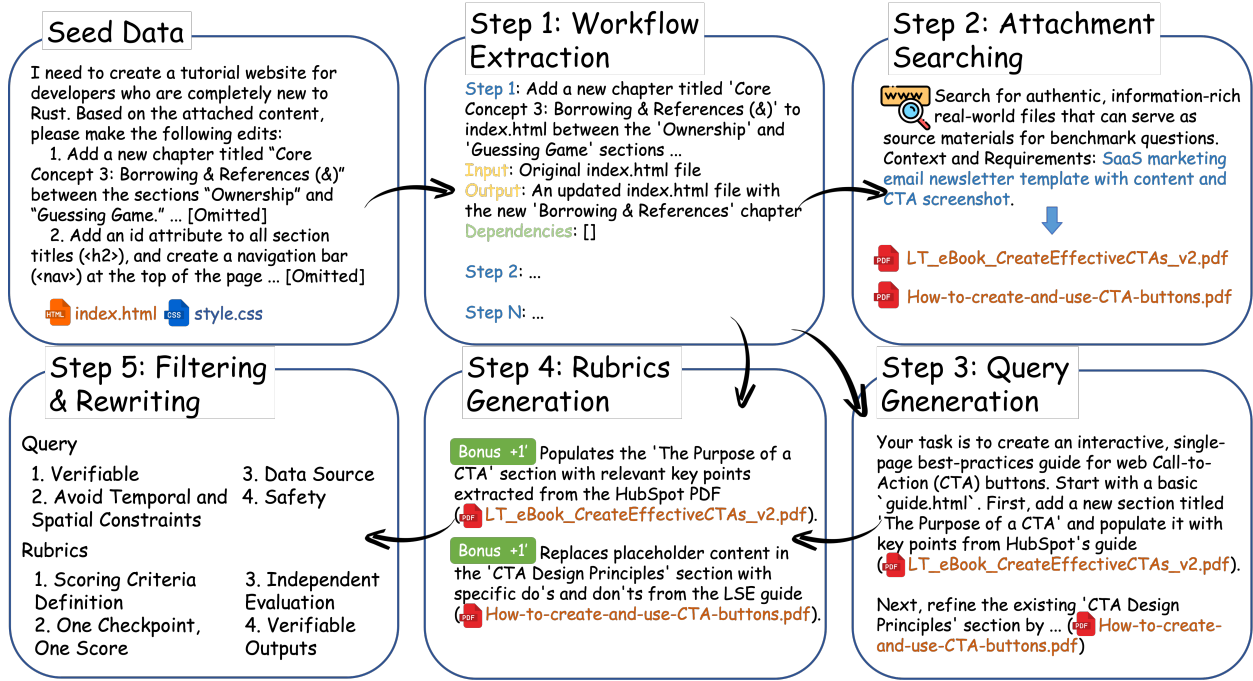 Seed Data
I need to create a tutorial website for
developers who are completely new to
Rust. Based on the attached content,
please make the following edits:
1. Add a new chapter titled “Core
Concept 3: Borrowing & References (&)”
between the sections “Ownership” and
“Guessing Game.” ... [Omitted]
2. Add an id attribute to all section
titles (<h2>), and create a navigation bar
(<nav>) at the top of the page ... [Omitted]
HTML index.html CSS style.css
Step 1: Workflow
Extraction
Step 1: Add a new chapter titled 'Core
Concept 3: Borrowing & References (&)' to
index.html between the 'Ownership' and
'Guessing Game' sections ...
Input: Original index.html file
Output: An updated index.html file with
the new 'Borrowing & References' chapter
Dependencies: []
Step 2: ...
Step N: ...
Step 2: Attachment
Searching
WWW Search for authentic, information-rich
real-world files that can serve as
source materials for benchmark questions.
Context and Requirements: SaaS marketing
email newsletter template with content and
CTA screenshot.
PDF LT_eBook_CreateEffectiveCTAs_v2.pdf
PDF How-to-create-and-use-CTA-buttons.pdf
Step 3: Query
Gneneration
Your task is to create an interactive, single-
page best-practices guide for web Call-to-
Action (CTA) buttons. Start with a basic
`guide.html`. First, add a new section titled
'The Purpose of a CTA' and populate it with
key points from HubSpot's guide
(PDF LT_eBook_CreateEffectiveCTAs_v2.pdf).
Next, refine the existing 'CTA Design
Principles' section by ... (PDF How-to-create-
and-use-CTA-buttons.pdf)
Step 4: Rubrics
Generation
Bonus +1' Populates the 'The Purpose of a
CTA' section with relevant key points
extracted from the HubSpot PDF
(PDF LT_eBook_CreateEffectiveCTAs_v2.pdf).
Bonus +1' Replaces placeholder content in
the 'CTA Design Principles' section with
specific do's and don'ts from the LSE guide
(PDF How-to-create-and-use-CTA-buttons.pdf).
Step 5: Filtering
& Rewriting
Query
1. Verifiable
2. Avoid Temporal and
Spatial Constraints
3. Data Source
4. Safety
Rubrics
1. Scoring Criteria
Definition
2. One Checkpoint,
One Score
3. Independent
Evaluation
4. Verifiable
Outputs